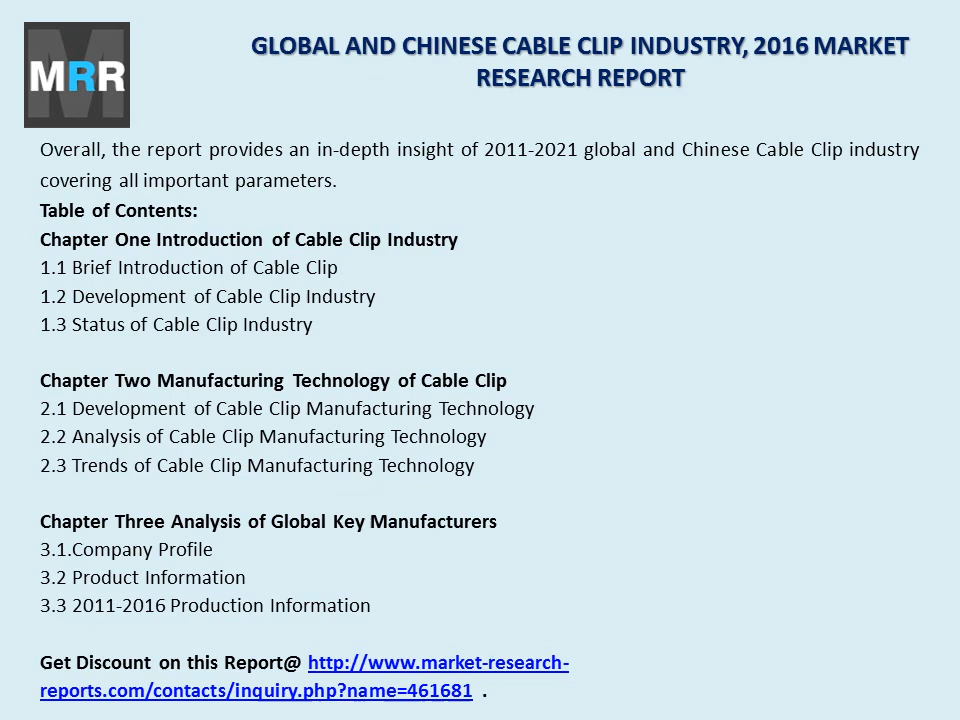 MRR
GLOBAL AND CHINESE CABLE CLIP INDUSTRY, 2016 MARKET
RESEARCH REPORT
Overall, the report provides an in-depth insight of 2011-2021 global and Chinese Cable Clip industry
covering all important parameters.
Table of Contents:
Chapter One Introduction of Cable Clip Industry
1.1 Brief Introduction of Cable Clip
1.2 Development of Cable Clip Industry
1.3 Status of Cable Clip Industry
Chapter Two Manufacturing Technology of Cable Clip
2.1 Development of Cable Clip Manufacturing Technology
2.2 Analysis of Cable Clip Manufacturing Technology
2.3 Trends of Cable Clip Manufacturing Technology
Chapter Three Analysis of Global Key Manufacturers
3.1.Company Profile
3.2 Product Information
3.3 2011-2016 Production Information
Get Discount on this Report@ http://www.market-research-
reports.com/contacts/inquiry.php?name=461681 .